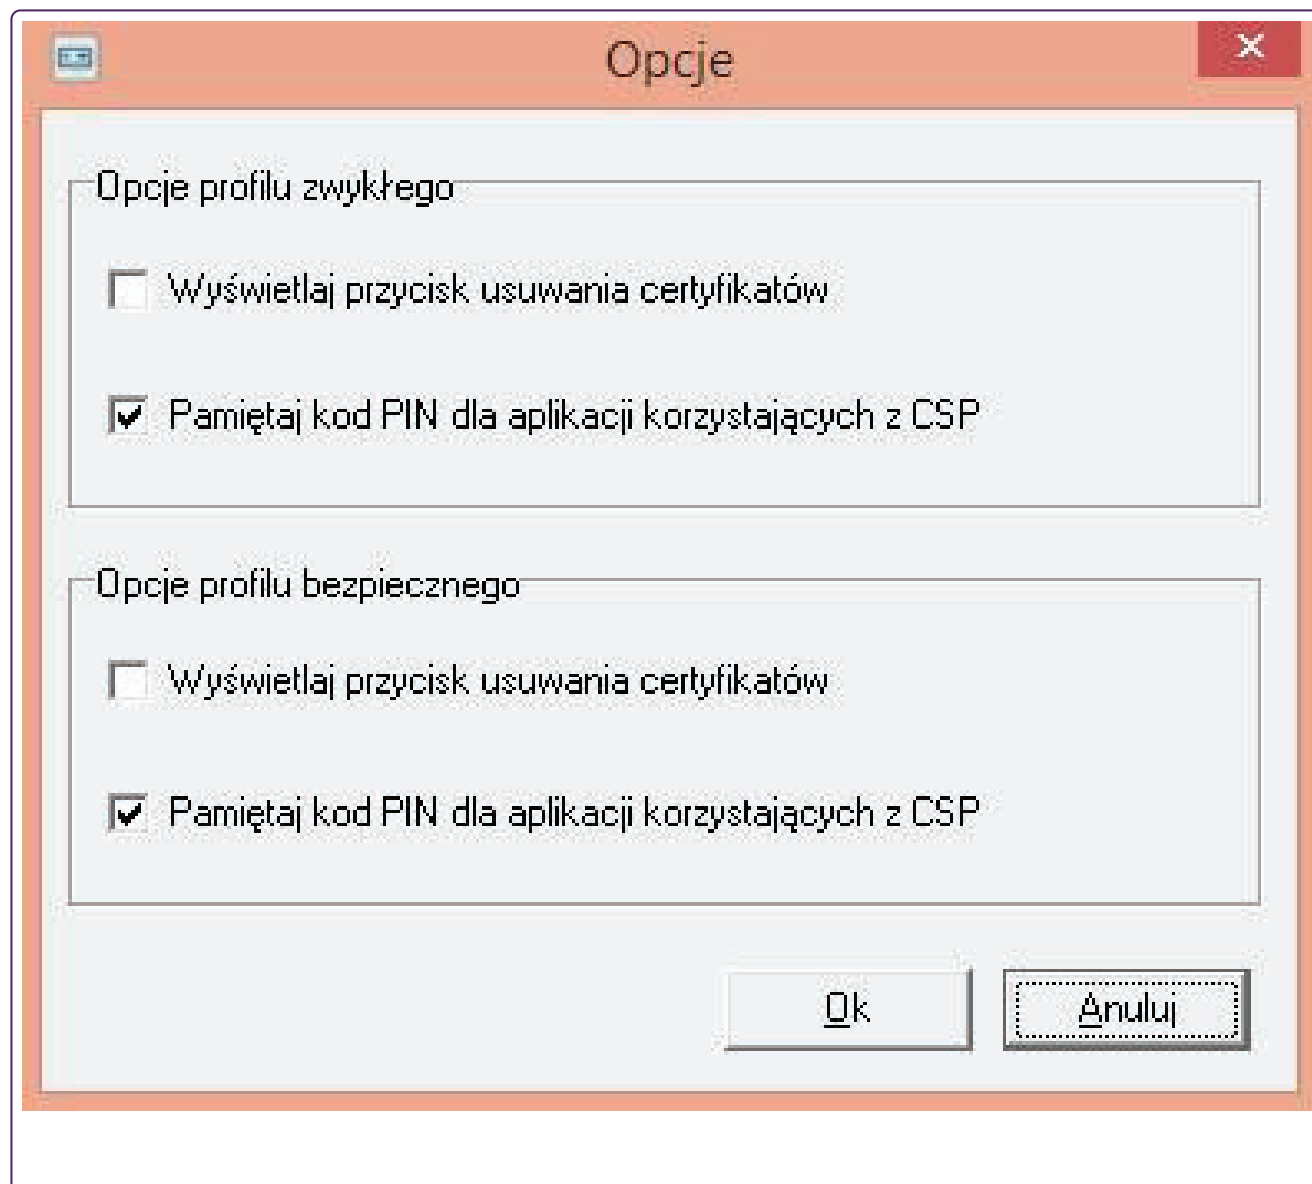 Opcje
Opcje profilu zwykłego
Wyświetlaj przycisk usuwania certyfikatów
Pamiętaj kod PIN dla aplikacji korzystających z CSP
Opcje profilu bezpiecznego
Wyświetlaj przycisk usuwania certyfikatów
Pamiętaj kod PIN dla aplikacji korzystających z CSP
Ok Anuluj